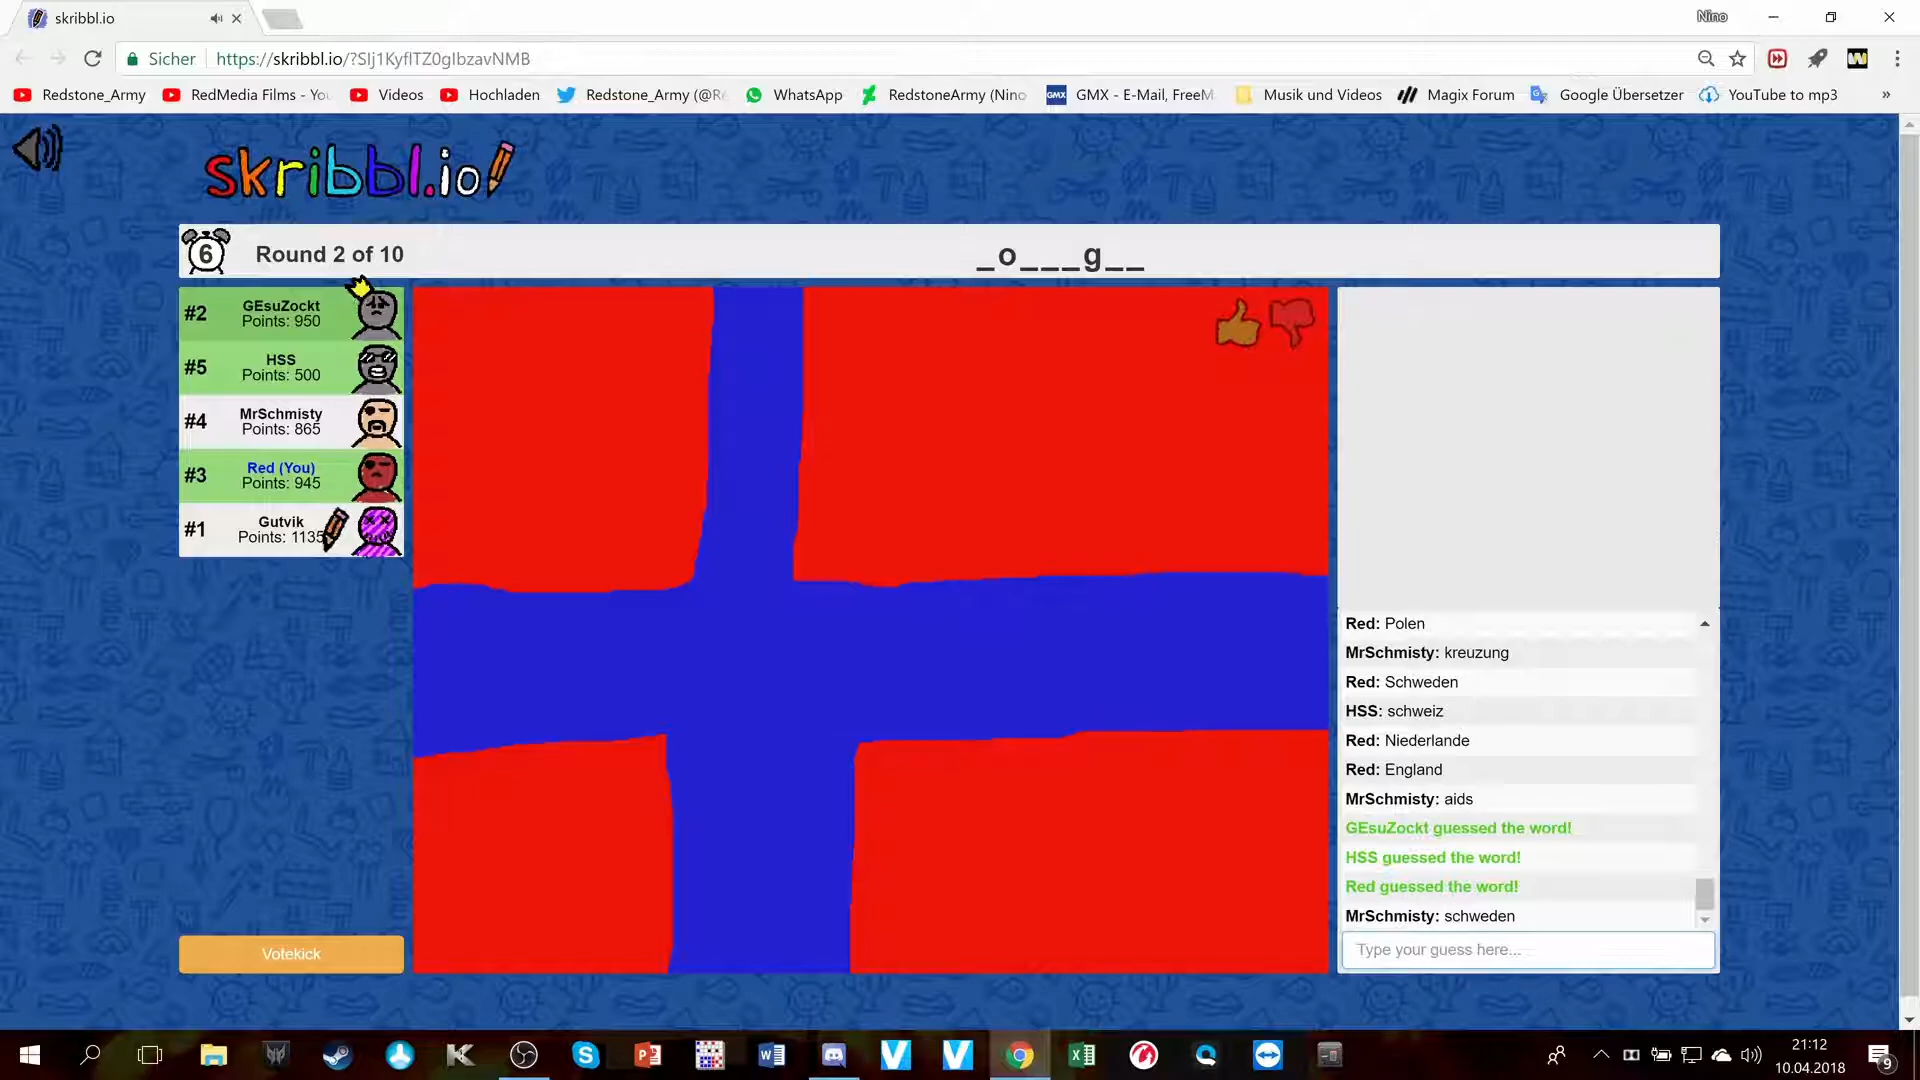 skribbl.io
Nino
Sicher https://skribbl.io/?SIj1KyflTZ0gIbzavNMB
Redstone_Army RedMedia Films - You Videos Hochladen Redstone_Army (@Re WhatsApp RedstoneArmy (Nino GMX - E-Mail, FreeM Musik und Videos Magix Forum Google Übersetzer YouTube to mp3 »
skribbl.io
6 Round 2 of 10 _o___g__
#2 GEsuZockt
Points: 950
#5 HSS
Points: 500
#4 MrSchmisty
Points: 865
#3 Red (You)
Points: 945
#1 Gutvik
Points: 1135
Votekick
Red: Polen
MrSchmisty: kreuzung
Red: Schweden
HSS: schweiz
Red: Niederlande
Red: England
MrSchmisty: aids
GEsuZockt guessed the word!
HSS guessed the word!
Red guessed the word!
MrSchmisty: schweden
Type your guess here...
21:12
10.04.2018
9